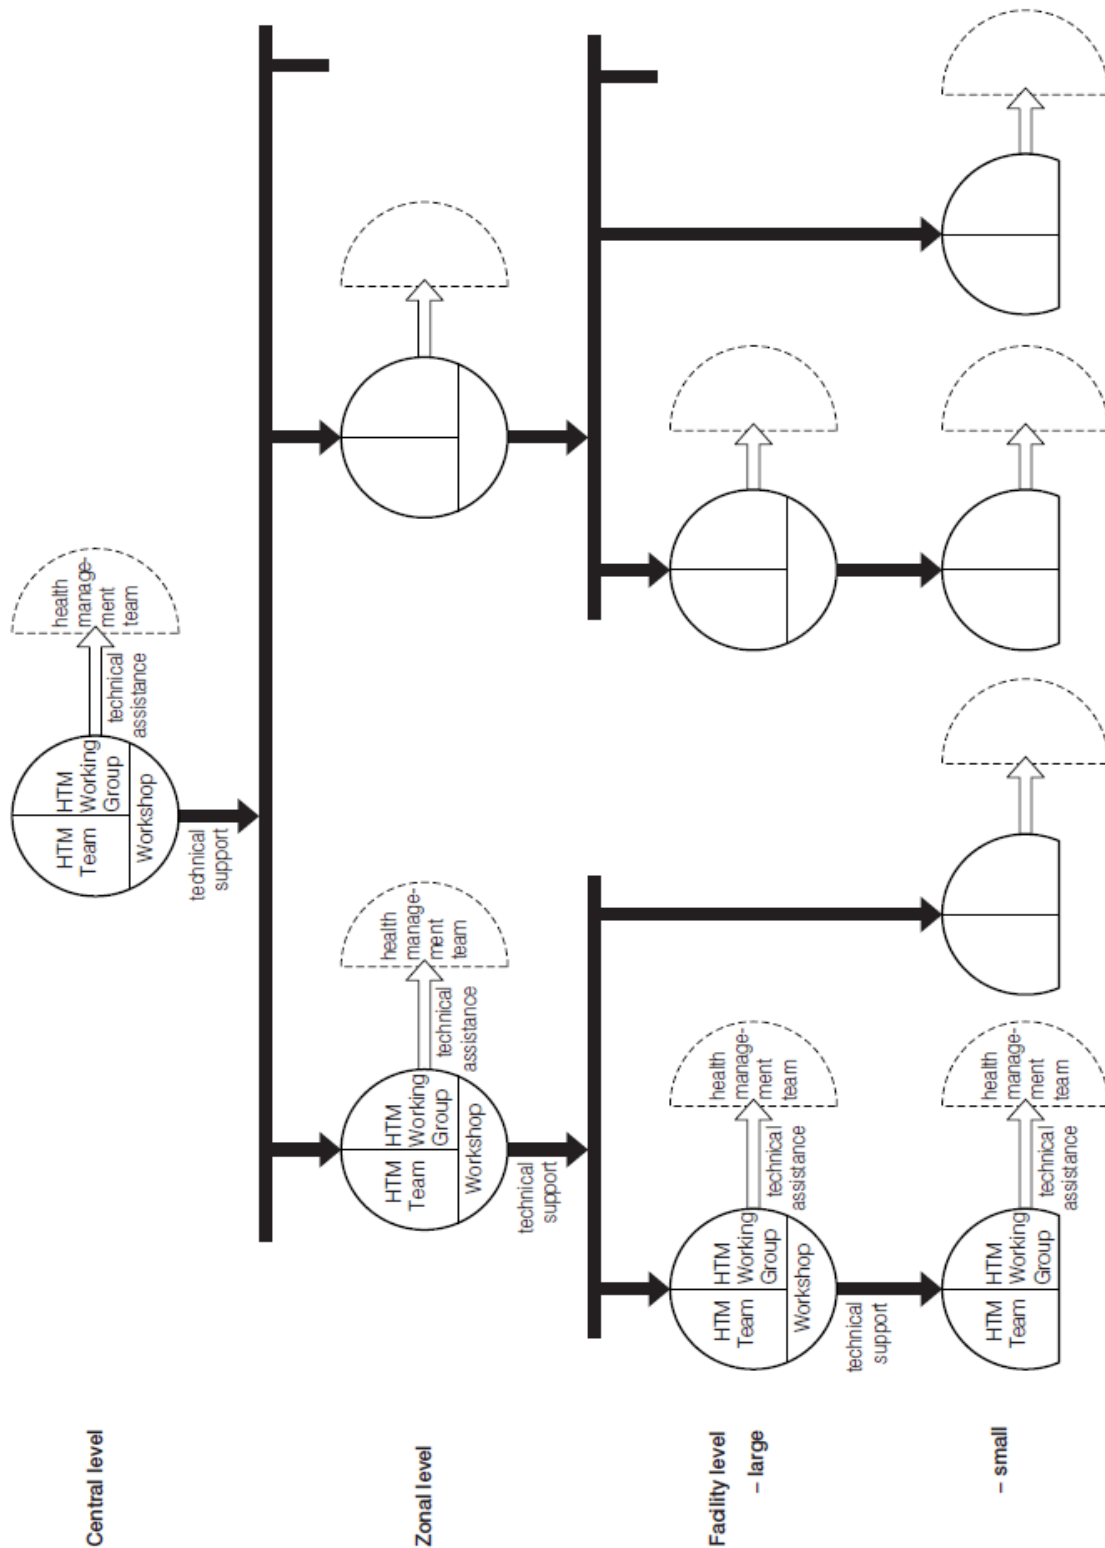 Central level
HTM
Team
HTM
Working
Group
Workshop
technical
assistance
health
manage-
ment
team
technical
support
Zonal level
HTM
Team
HTM
Working
Group
Workshop
technical
assistance
health
manage-
ment
team
technical
support
Facility level
– large
HTM
Team
HTM
Working
Group
Workshop
technical
assistance
health
manage-
ment
team
technical
support
– small
HTM
Team
HTM
Working
Group
technical
assistance
health
manage-
ment
team